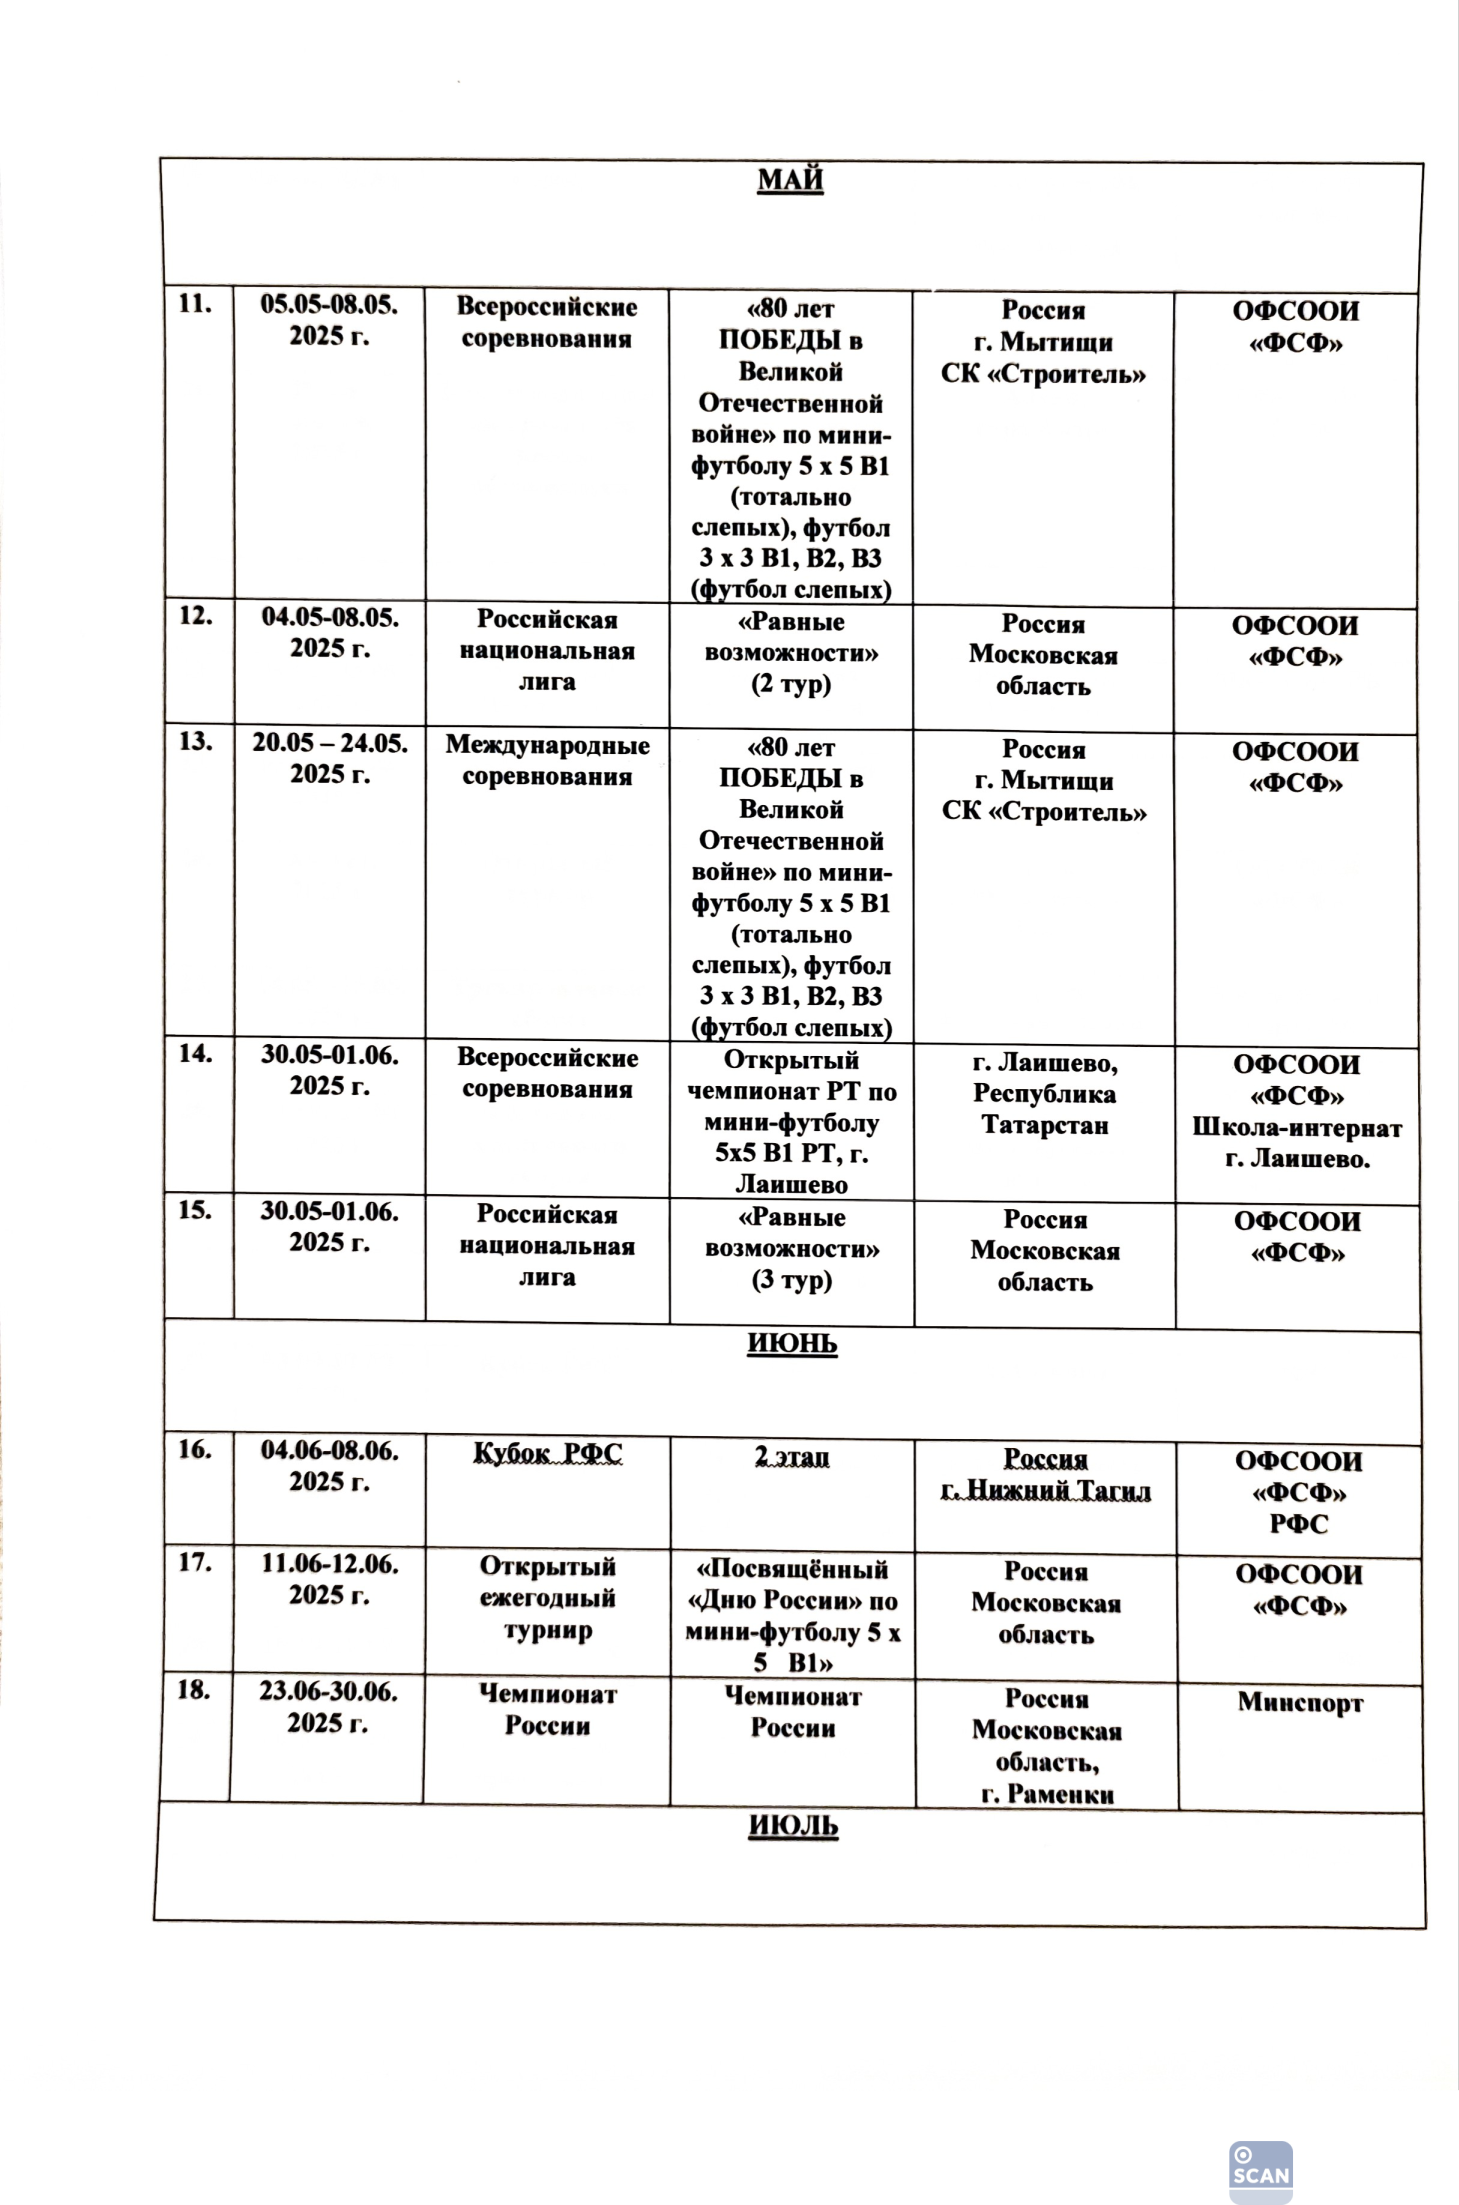 МАЙ
11.
05.05-08.05.
2025 г.
Всероссийские
соревнования
«80 лет
ПОБЕДЫ в
Великой
Отечественной
войне» по мини-
футболу 5 х 5 В1
(тотально
слепых), футбол
3 х 3 В1, В2, В3
(футбол слепых)
Россия
г. Мытищи
СК «Строитель»
ОФСООИ
«ФСФ»
12.
04.05-08.05.
2025 г.
Российская
национальная
лига
«Равные
возможности»
(2 тур)
Россия
Московская
область
ОФСООИ
«ФСФ»
13.
20.05 – 24.05.
2025 г.
Международные
соревнования
«80 лет
ПОБЕДЫ в
Великой
Отечественной
войне» по мини-
футболу 5 х 5 В1
(тотально
слепых), футбол
3 х 3 В1, В2, В3
(футбол слепых)
Россия
г. Мытищи
СК «Строитель»
ОФСООИ
«ФСФ»
14.
30.05-01.06.
2025 г.
Всероссийские
соревнования
Открытый
чемпионат РТ по
мини-футболу
5х5 В1 РТ, г.
Лаишево
г. Лаишево,
Республика
Татарстан
ОФСООИ
«ФСФ»
Школа-интернат
г. Лаишево.
15.
30.05-01.06.
2025 г.
Российская
национальная
лига
«Равные
возможности»
(3 тур)
Россия
Московская
область
ОФСООИ
«ФСФ»
ИЮНЬ
16.
04.06-08.06.
2025 г.
Кубок РФС
2 этап
Россия
г. Нижний Тагил
ОФСООИ
«ФСФ»
РФС
17.
11.06-12.06.
2025 г.
Открытый
ежегодный
турнир
«Посвящённый
«Дню России» по
мини-футболу 5 х
5 В1»
Россия
Московская
область
ОФСООИ
«ФСФ»
18.
23.06-30.06.
2025 г.
Чемпионат
России
Чемпионат
России
Россия
Московская
область,
г. Раменки
Минспорт
ИЮЛЬ
SCAN